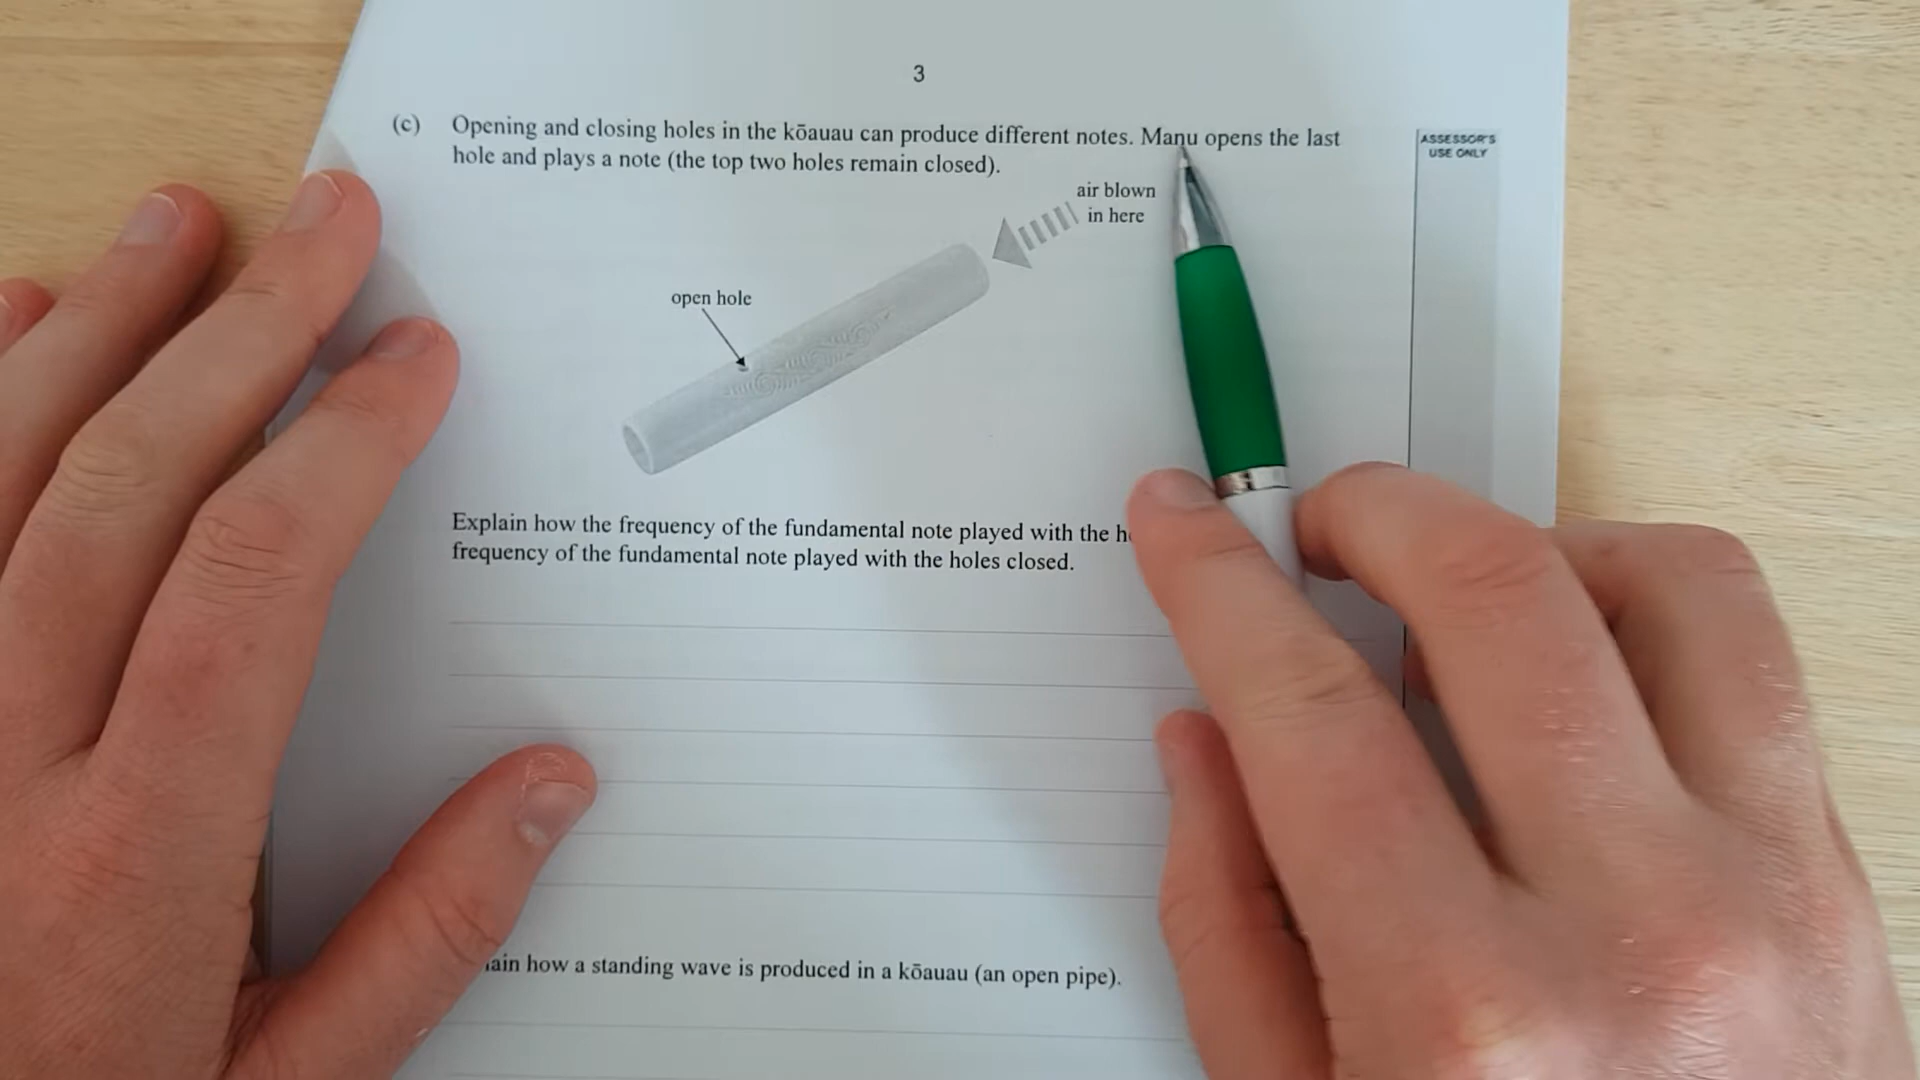 3
(c) Opening and closing holes in the kōauau can produce different notes. Manu opens the last
hole and plays a note (the top two holes remain closed).
ASSESSOR'S
USE ONLY
air blown
in here
open hole
Explain how the frequency of the fundamental note played with the
frequency of the fundamental note played with the holes closed.
how a standing wave is produced in a kōauau (an open pipe).